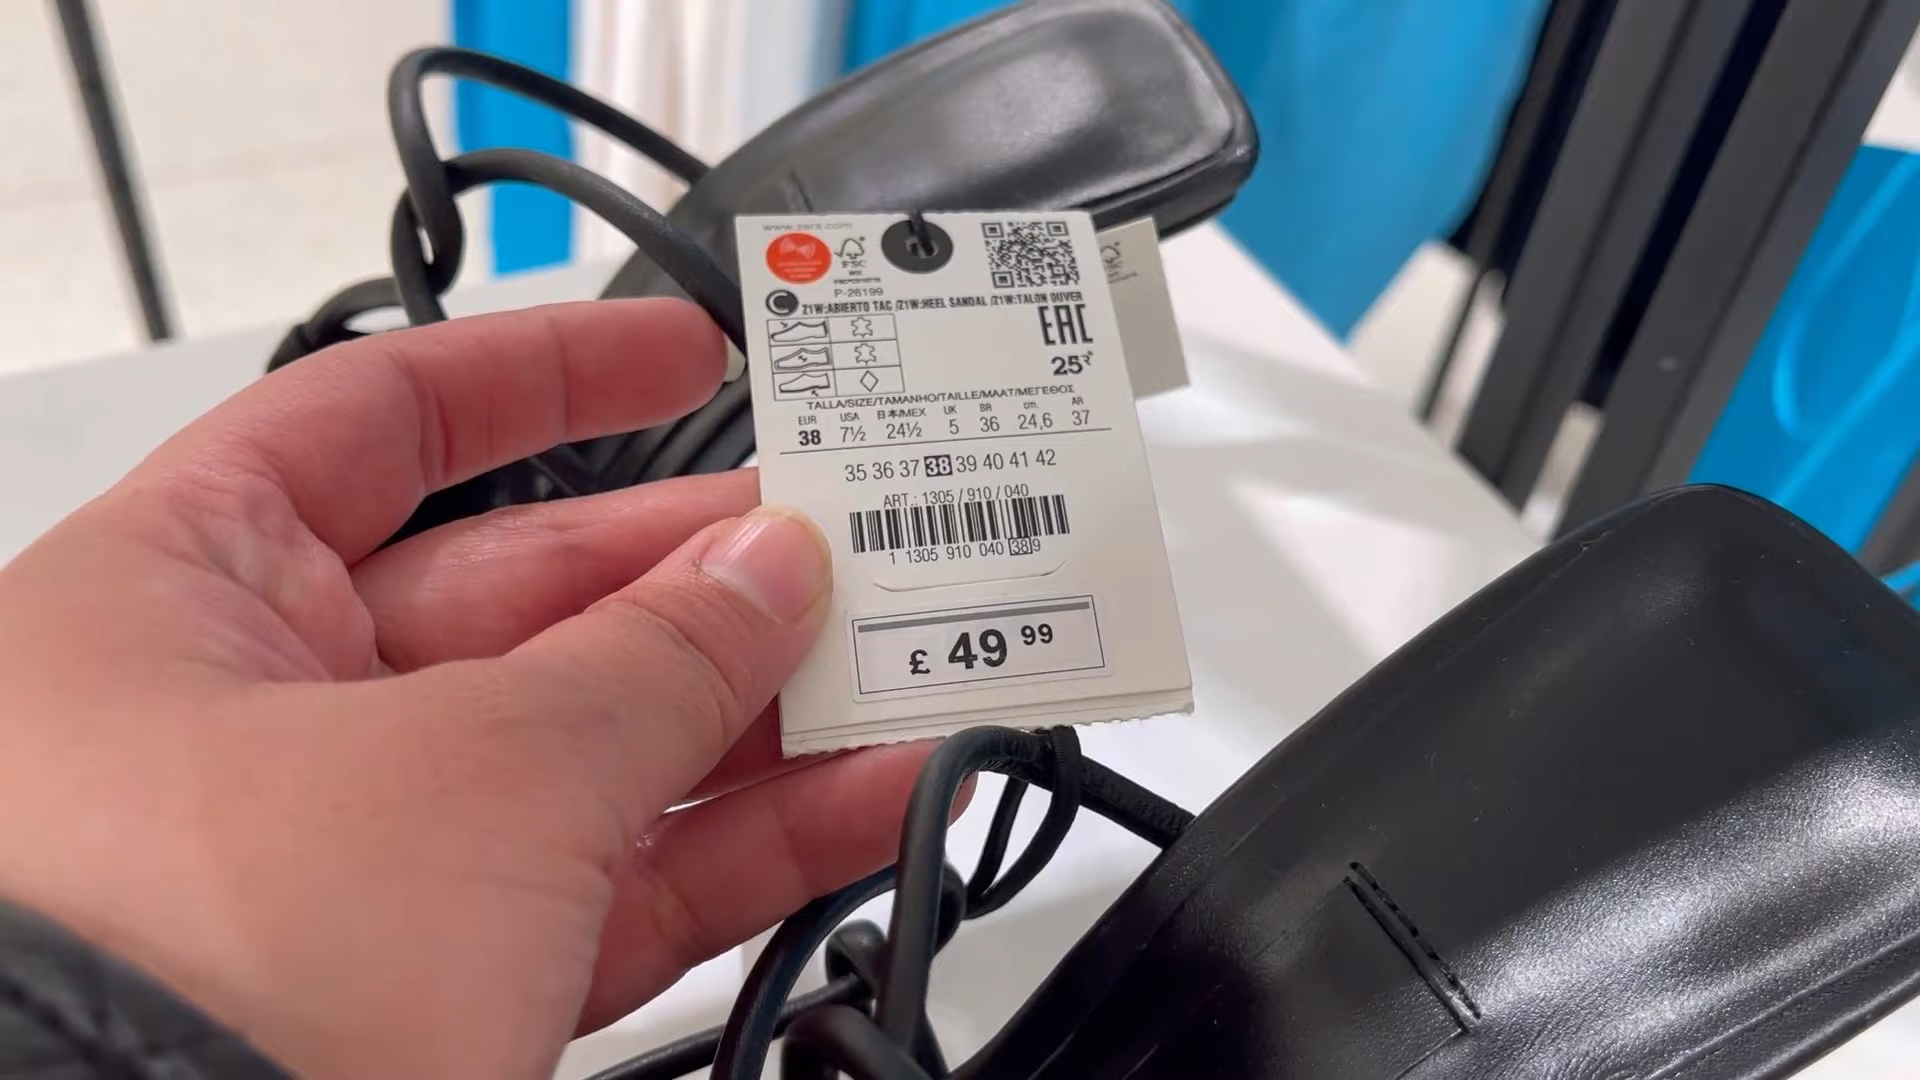 www.zara.com
FSC
MIX
P-26199
Z1W:ABIERTO TAC /Z1W:HEEL SANDAL /Z1W:TALON OUVER
EAC
25
TALLA/SIZE/TAMANHO/TAILLE/MAAT/ΜΕΓΕΘΟΣ
EUR USA 日本/MEX UK BR cm. AR
38 7½ 24½ 5 36 24,6 37
35 36 37 38 39 40 41 42
ART.: 1305 / 910 / 040
1 1305 910 040 38 9
£ 49 99